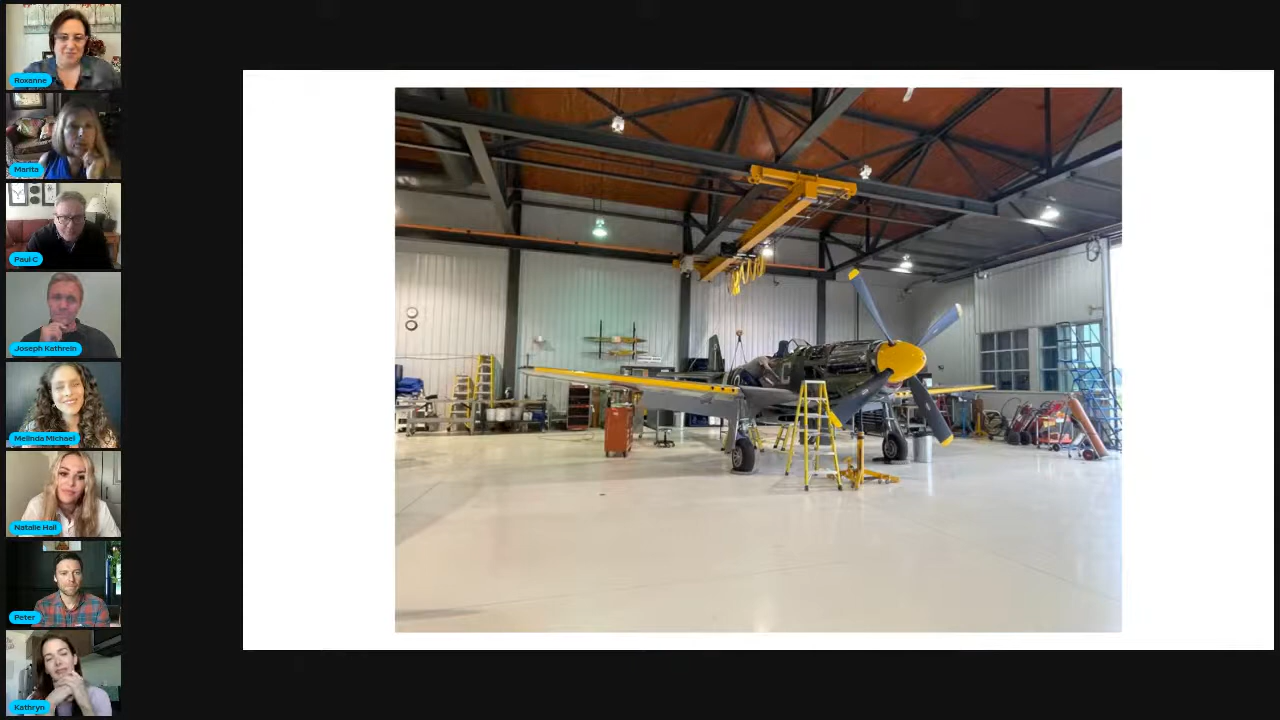 Roxanne
Marita
Paul C
Joseph Kathrein
Melinda Michael
Natalie Hall
Peter
Kathryn